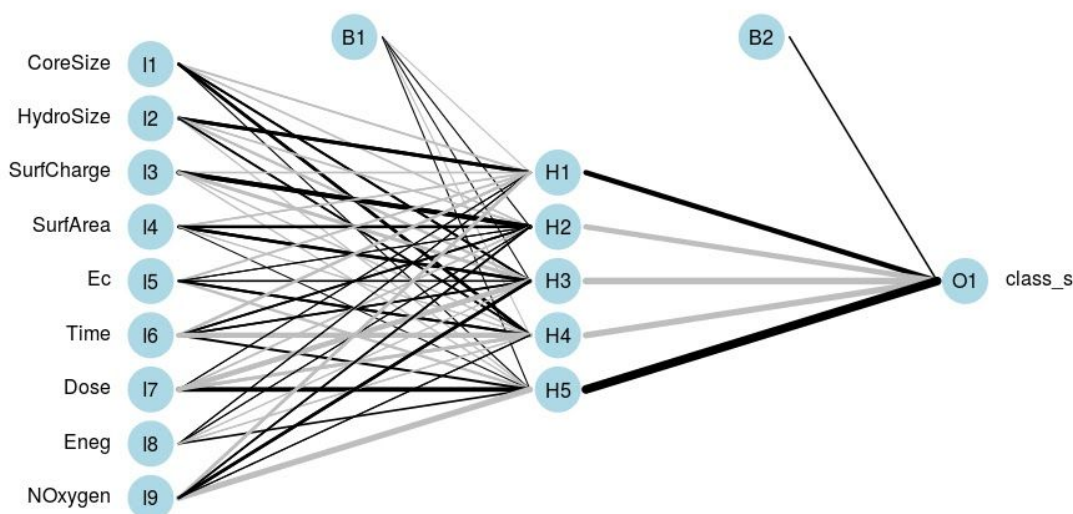 B1 B2
CoreSize I1
HydroSize I2
SurfCharge I3 H1
SurfArea I4 H2
Ec I5 H3 O1 class_s
Time I6 H4
Dose I7 H5
Eneg I8
NOxygen I9